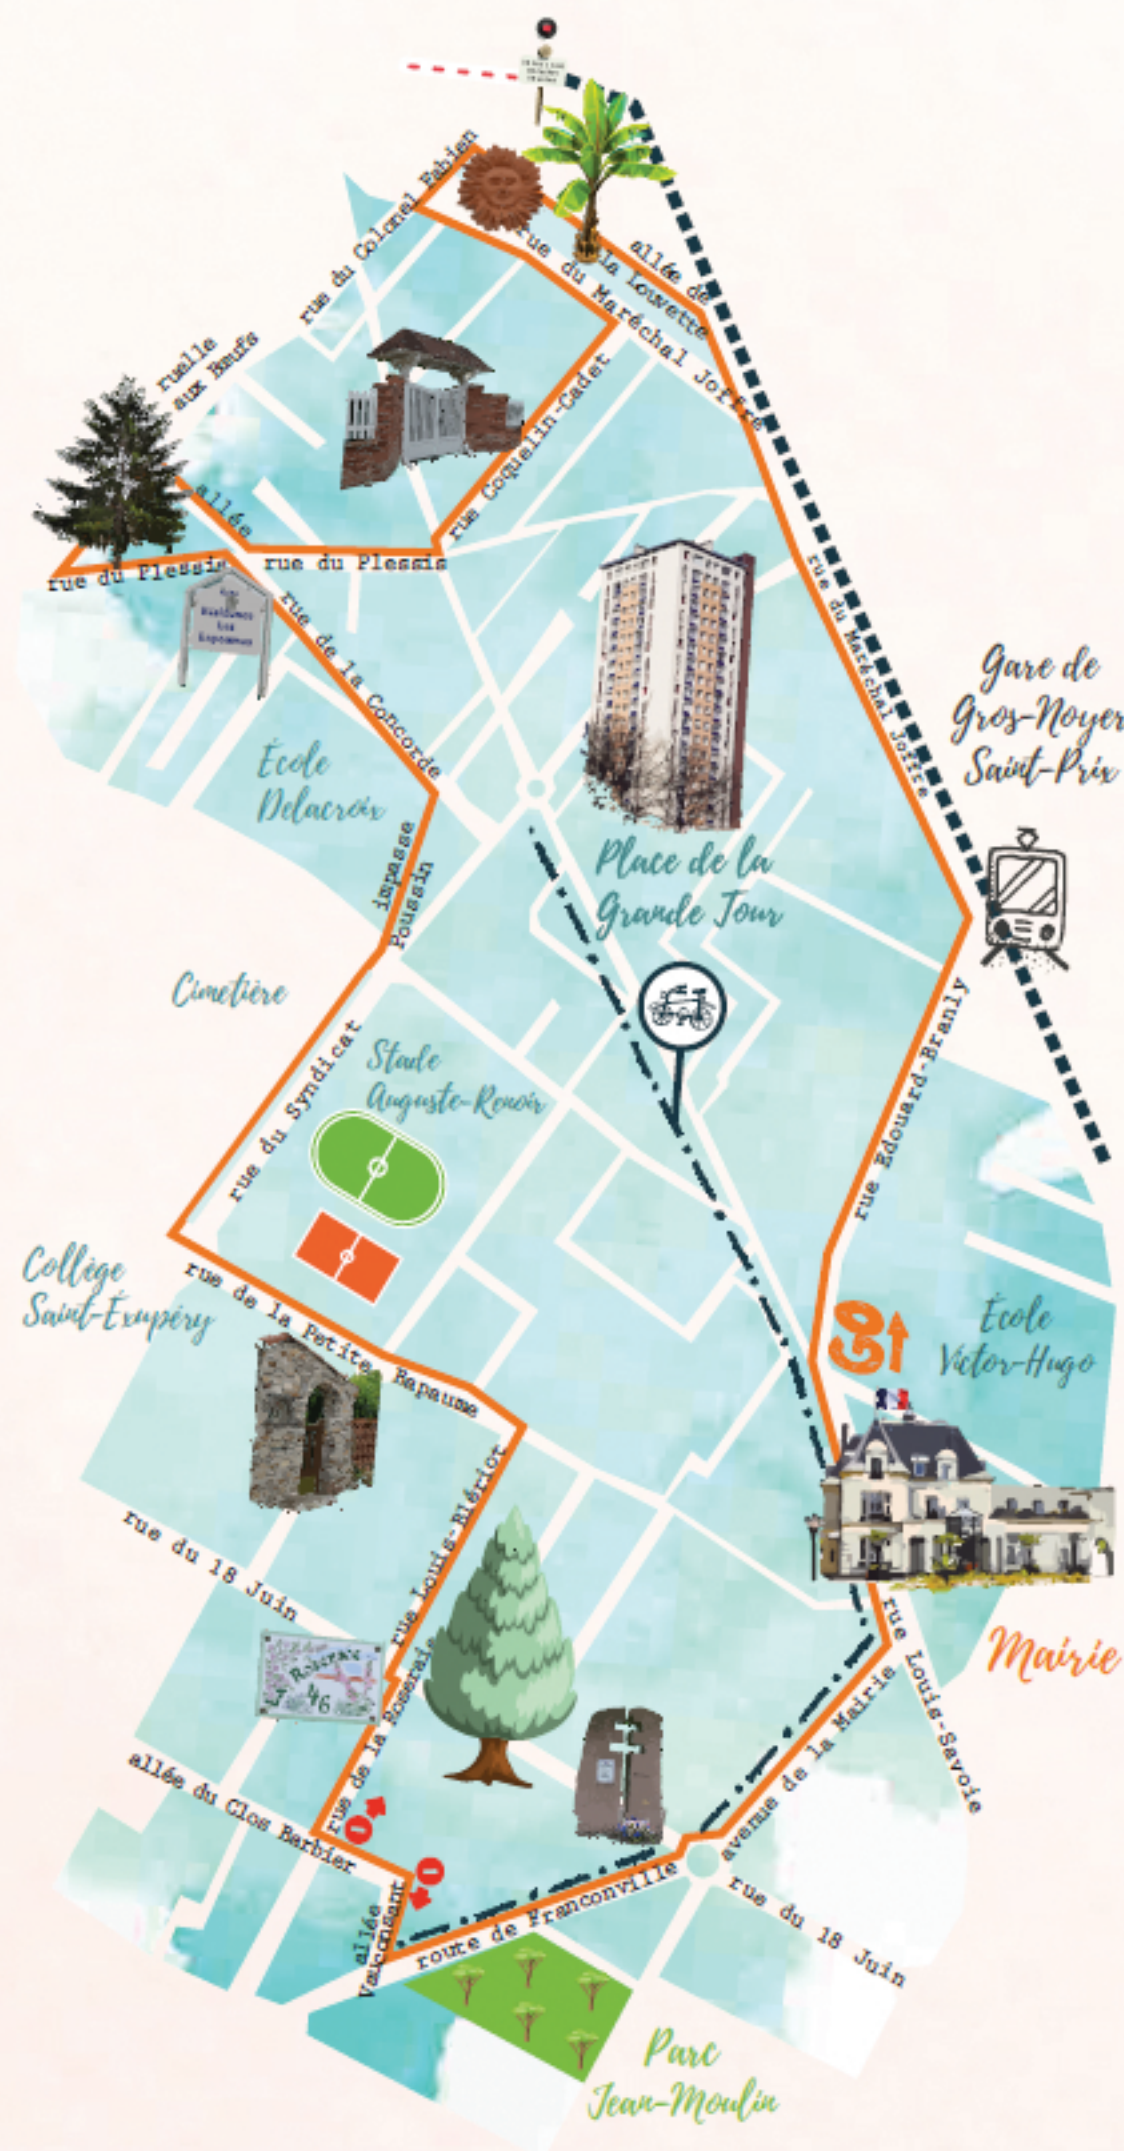 rue du Colonel Fabien
allée de
la Louvette
rue du Maréchal Joffre
ruelle
aux Bœufs
rue Coquelin-Cadet
allée
rue du Plessis
rue du Plessis
rue de la Concorde
rue du Maréchal Joffre
Gare de
Gros-Noyer
Saint-Prix
École
Delacroix
impasse
Poussin
Place de la
Grande Tour
Cimetière
rue du Syndicat
Stade
Auguste-Renoir
rue Edouard-Branly
Collège
Saint-Éxupéry
rue de la Petite Bapaume
École
Victor-Hugo
rue Louis-Blériot
rue du 18 Juin
Mairie
rue Louis-Savoie
La Roseraie
46
rue de la Roseraie
avenue de la Mairie
allée du Clos Barbier
allée
Vauconsant
route de Franconville
rue du 18 Juin
Parc
Jean-Moulin